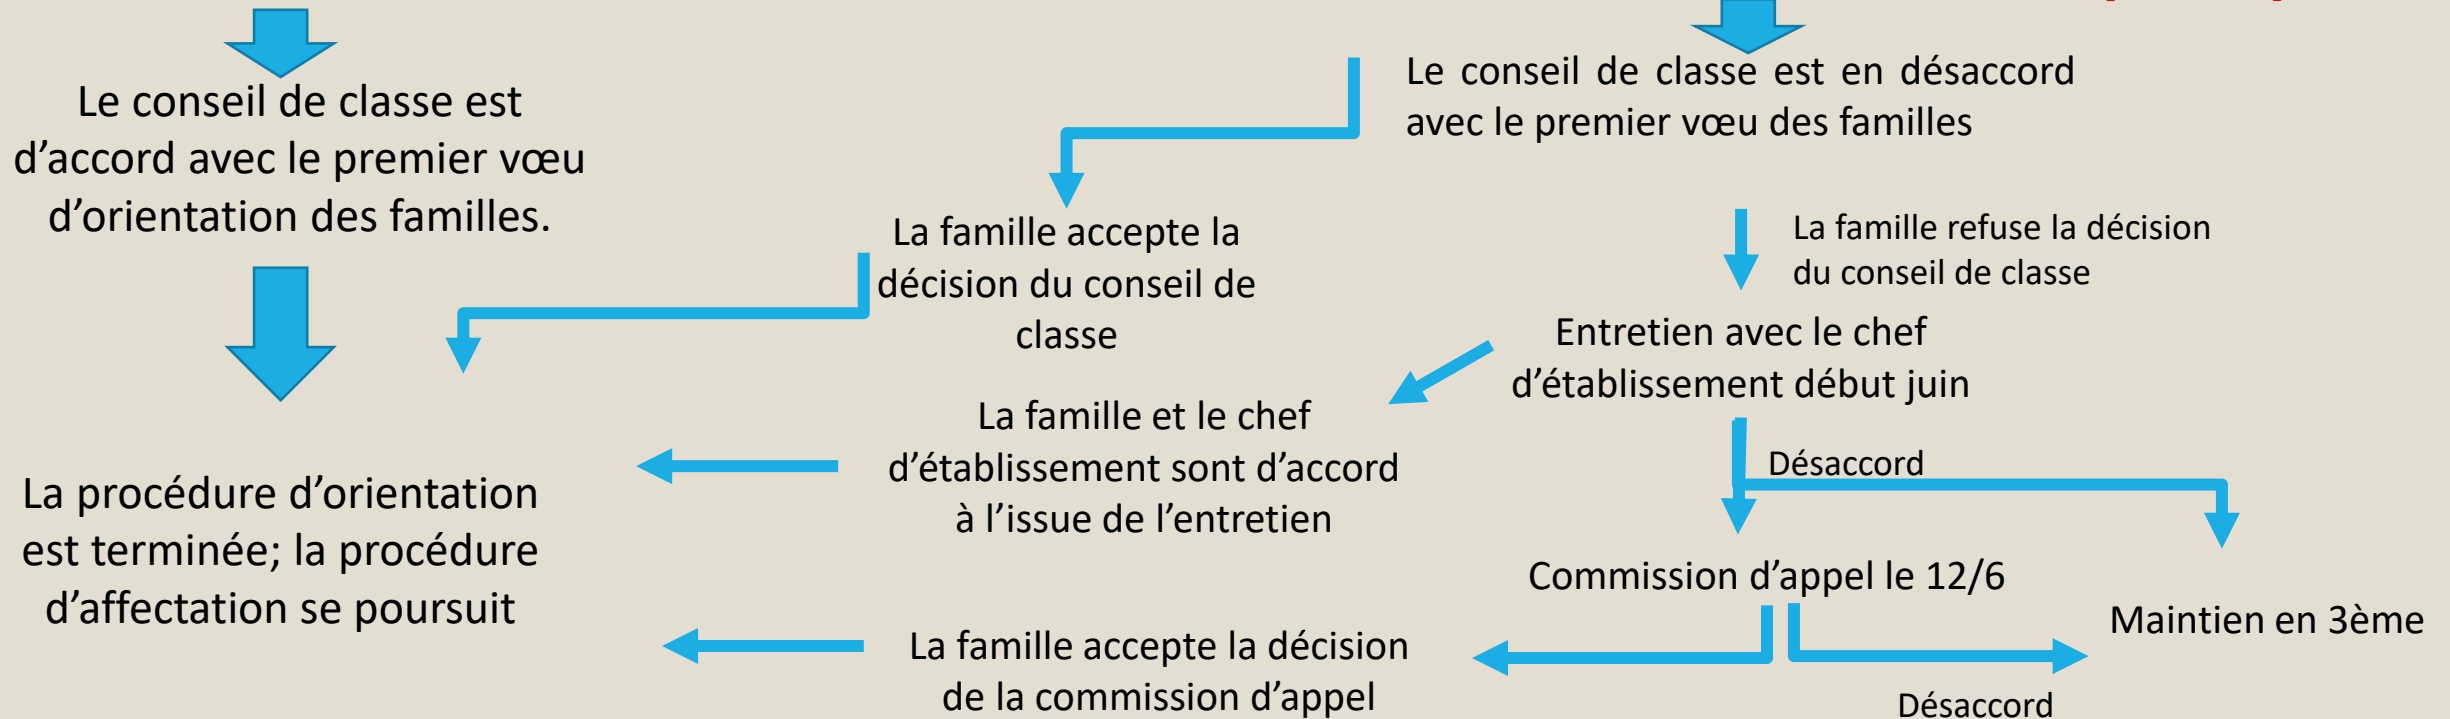 Le conseil de classe est
d’accord avec le premier vœu
d’orientation des familles.
Le conseil de classe est en désaccord
avec le premier vœu des familles
La famille accepte la
décision du conseil de
classe
La famille refuse la décision
du conseil de classe
Entretien avec le chef
d’établissement début juin
La famille et le chef
d’établissement sont d’accord
à l’issue de l’entretien
Désaccord
La procédure d’orientation
est terminée; la procédure
d’affectation se poursuit
Commission d’appel le 12/6
Maintien en 3ème
La famille accepte la décision
de la commission d’appel
Désaccord